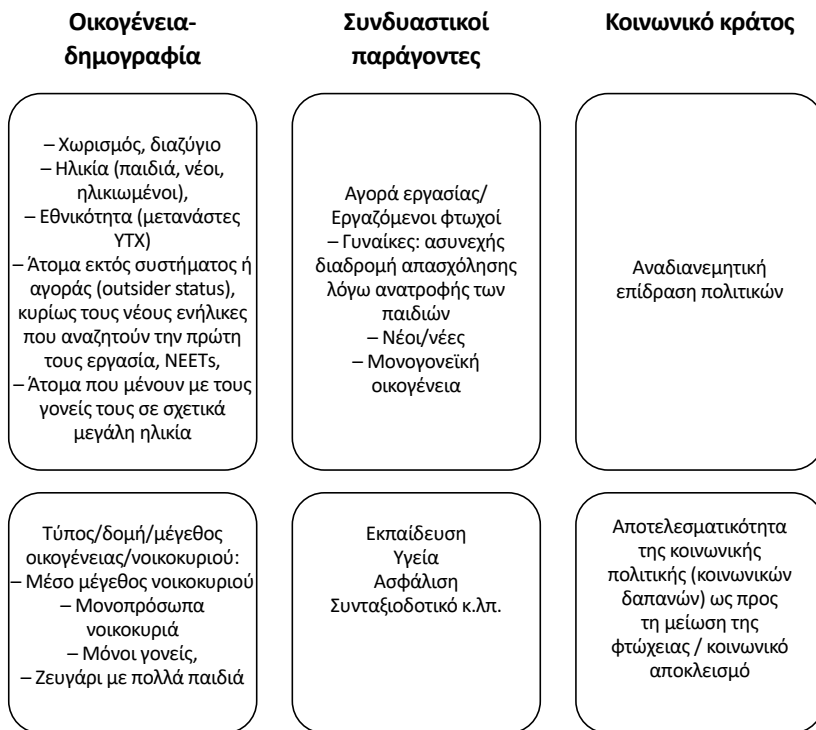 Οικογένεια-
δημογραφία
Συνδυαστικοί
παράγοντες
Κοινωνικό κράτος
– Χωρισμός, διαζύγιο
– Ηλικία (παιδιά, νέοι,
ηλικιωμένοι),
– Εθνικότητα (μετανάστες
ΥΤΧ)
– Άτομα εκτός συστήματος ή
αγοράς (outsider status),
κυρίως τους νέους ενήλικες
που αναζητούν την πρώτη
τους εργασία, NEETs,
– Άτομα που μένουν με τους
γονείς τους σε σχετικά
μεγάλη ηλικία
Αγορά εργασίας/
Εργαζόμενοι φτωχοί
– Γυναίκες: ασυνεχής
διαδρομή απασχόλησης
λόγω ανατροφής των
παιδιών
– Νέοι/νέες
– Μονογονεϊκή
οικογένεια
Αναδιανεμητική
επίδραση πολιτικών
Τύπος/δομή/μέγεθος
οικογένειας/νοικοκυριού:
– Μέσο μέγεθος νοικοκυριού
– Μονοπρόσωπα
νοικοκυριά
– Μόνοι γονείς,
– Ζευγάρι με πολλά παιδιά
Εκπαίδευση
Υγεία
Ασφάλιση
Συνταξιοδοτικό κ.λπ.
Αποτελεσματικότητα
της κοινωνικής
πολιτικής (κοινωνικών
δαπανών) ως προς
τη μείωση της
φτώχειας / κοινωνικό
αποκλεισμό